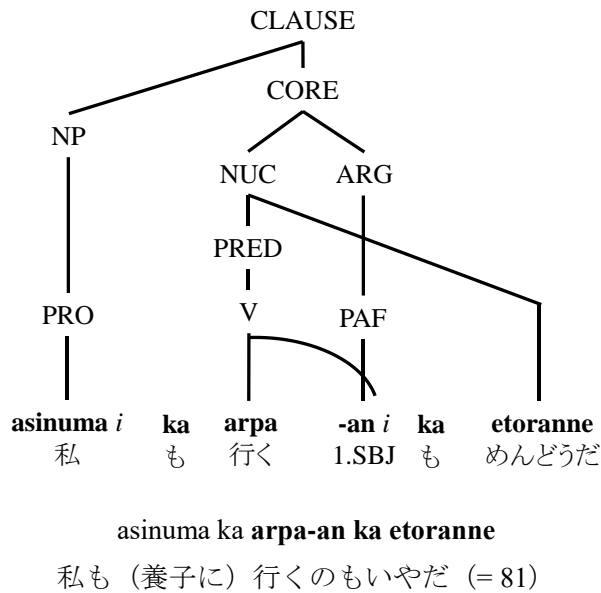 CLAUSE
CORE
NP
NUC ARG
PRED
PRO V PAF
asinuma i ka arpa -an i ka etoranne
私 も 行く 1.SBJ も めんどうだ
asinuma ka arpa-an ka etoranne
私も（養子に）行くのもいやだ（= 81）